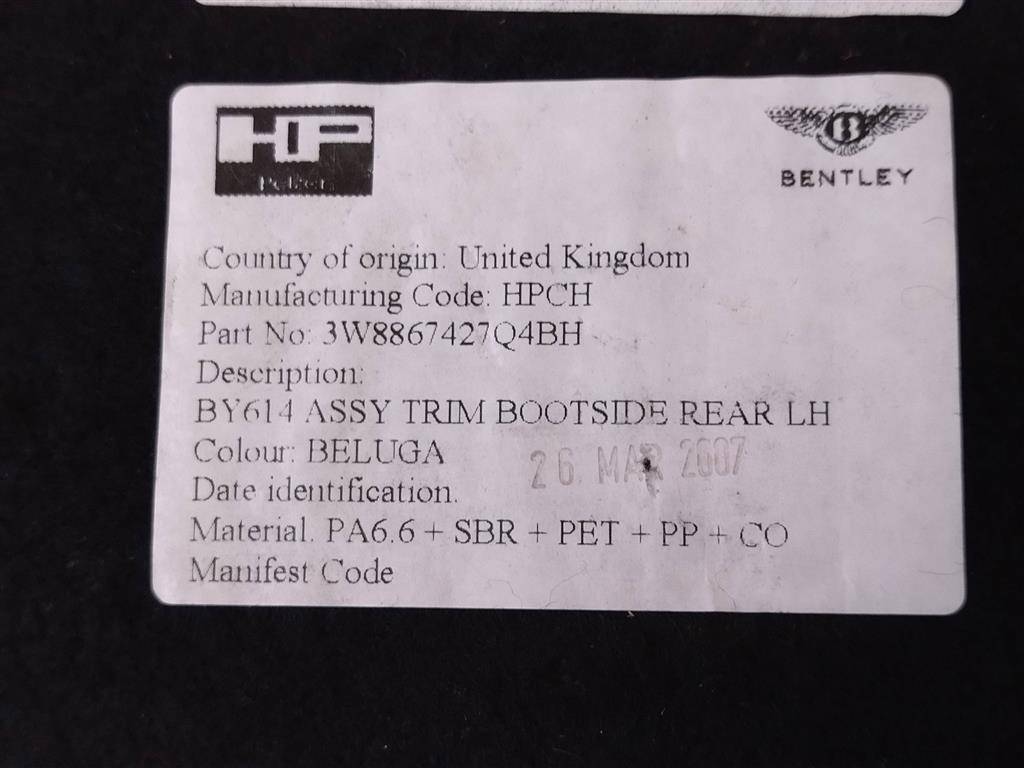 HP
B
BENTLEY
Country of origin: United Kingdom
Manufacturing Code: HPCH
Part No: 3W8867427Q4BH
Description:
BY614 ASSY TRIM BOOTSIDE REAR LH
Colour: BELUGA
26. MAR 2007
Date identification.
Material. PA6.6 + SBR + PET + PP + CO
Manifest Code